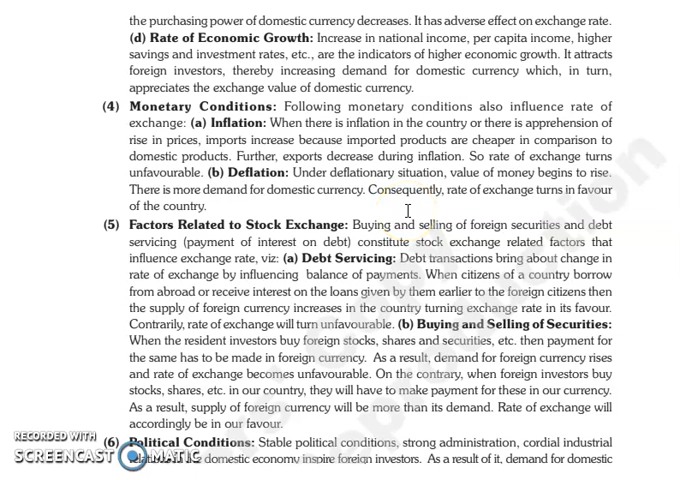 the purchasing power of domestic currency decreases. It has adverse effect on exchange rate.
(d) Rate of Economic Growth: Increase in national income, per capita income, higher
savings and investment rates, etc., are the indicators of higher economic growth. It attracts
foreign investors, thereby increasing demand for domestic currency which, in turn,
appreciates the exchange value of domestic currency.
(4) Monetary Conditions: Following monetary conditions also influence rate of
exchange: (a) Inflation: When there is inflation in the country or there is apprehension of
rise in prices, imports increase because imported products are cheaper in comparison to
domestic products. Further, exports decrease during inflation. So rate of exchange turns
unfavourable. (b) Deflation: Under deflationary situation, value of money begins to rise.
There is more demand for domestic currency. Consequently, rate of exchange turns in favour
of the country.
(5) Factors Related to Stock Exchange: Buying and selling of foreign securities and debt
servicing (payment of interest on debt) constitute stock exchange related factors that
influence exchange rate, viz: (a) Debt Servicing: Debt transactions bring about change in
rate of exchange by influencing balance of payments. When citizens of a country borrow
from abroad or receive interest on the loans given by them earlier to the foreign citizens then
the supply of foreign currency increases in the country turning exchange rate in its favour.
Contrarily, rate of exchange will turn unfavourable. (b) Buying and Selling of Securities:
When the resident investors buy foreign stocks, shares and securities, etc. then payment for
the same has to be made in foreign currency. As a result, demand for foreign currency rises
and rate of exchange becomes unfavourable. On the contrary, when foreign investors buy
stocks, shares, etc. in our country, they will have to make payment for these in our currency.
As a result, supply of foreign currency will be more than its demand. Rate of exchange will
accordingly be in our favour.
(6) Political Conditions: Stable political conditions, strong administration, cordial industrial
domestic economy inspire foreign investors. As a result of it, demand for domestic
RECORDED WITH
SCREENCAST MATIC